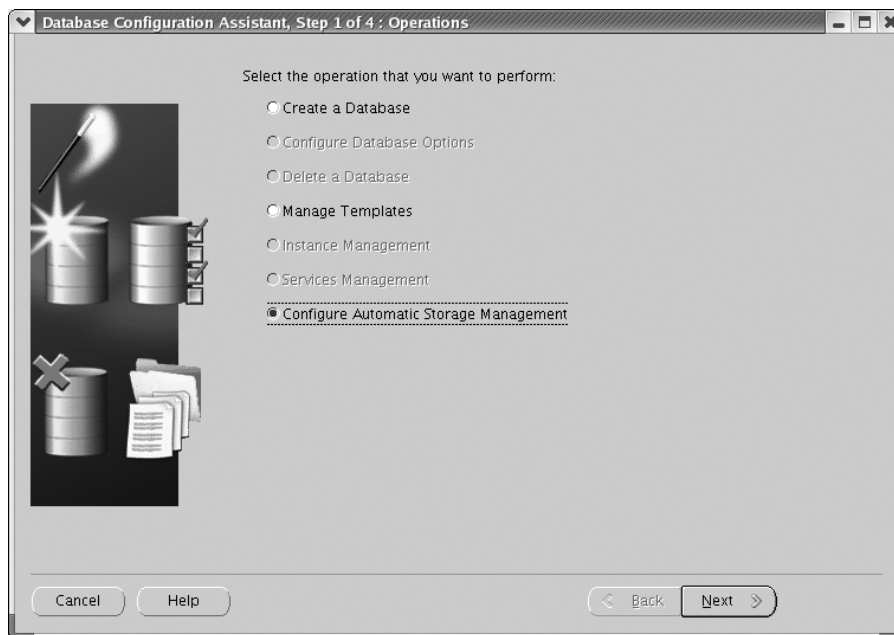 Database Configuration Assistant, Step 1 of 4 : Operations
Select the operation that you want to perform:
Create a Database
Configure Database Options
Delete a Database
Manage Templates
Instance Management
Services Management
Configure Automatic Storage Management
Cancel
Help
Back
Next